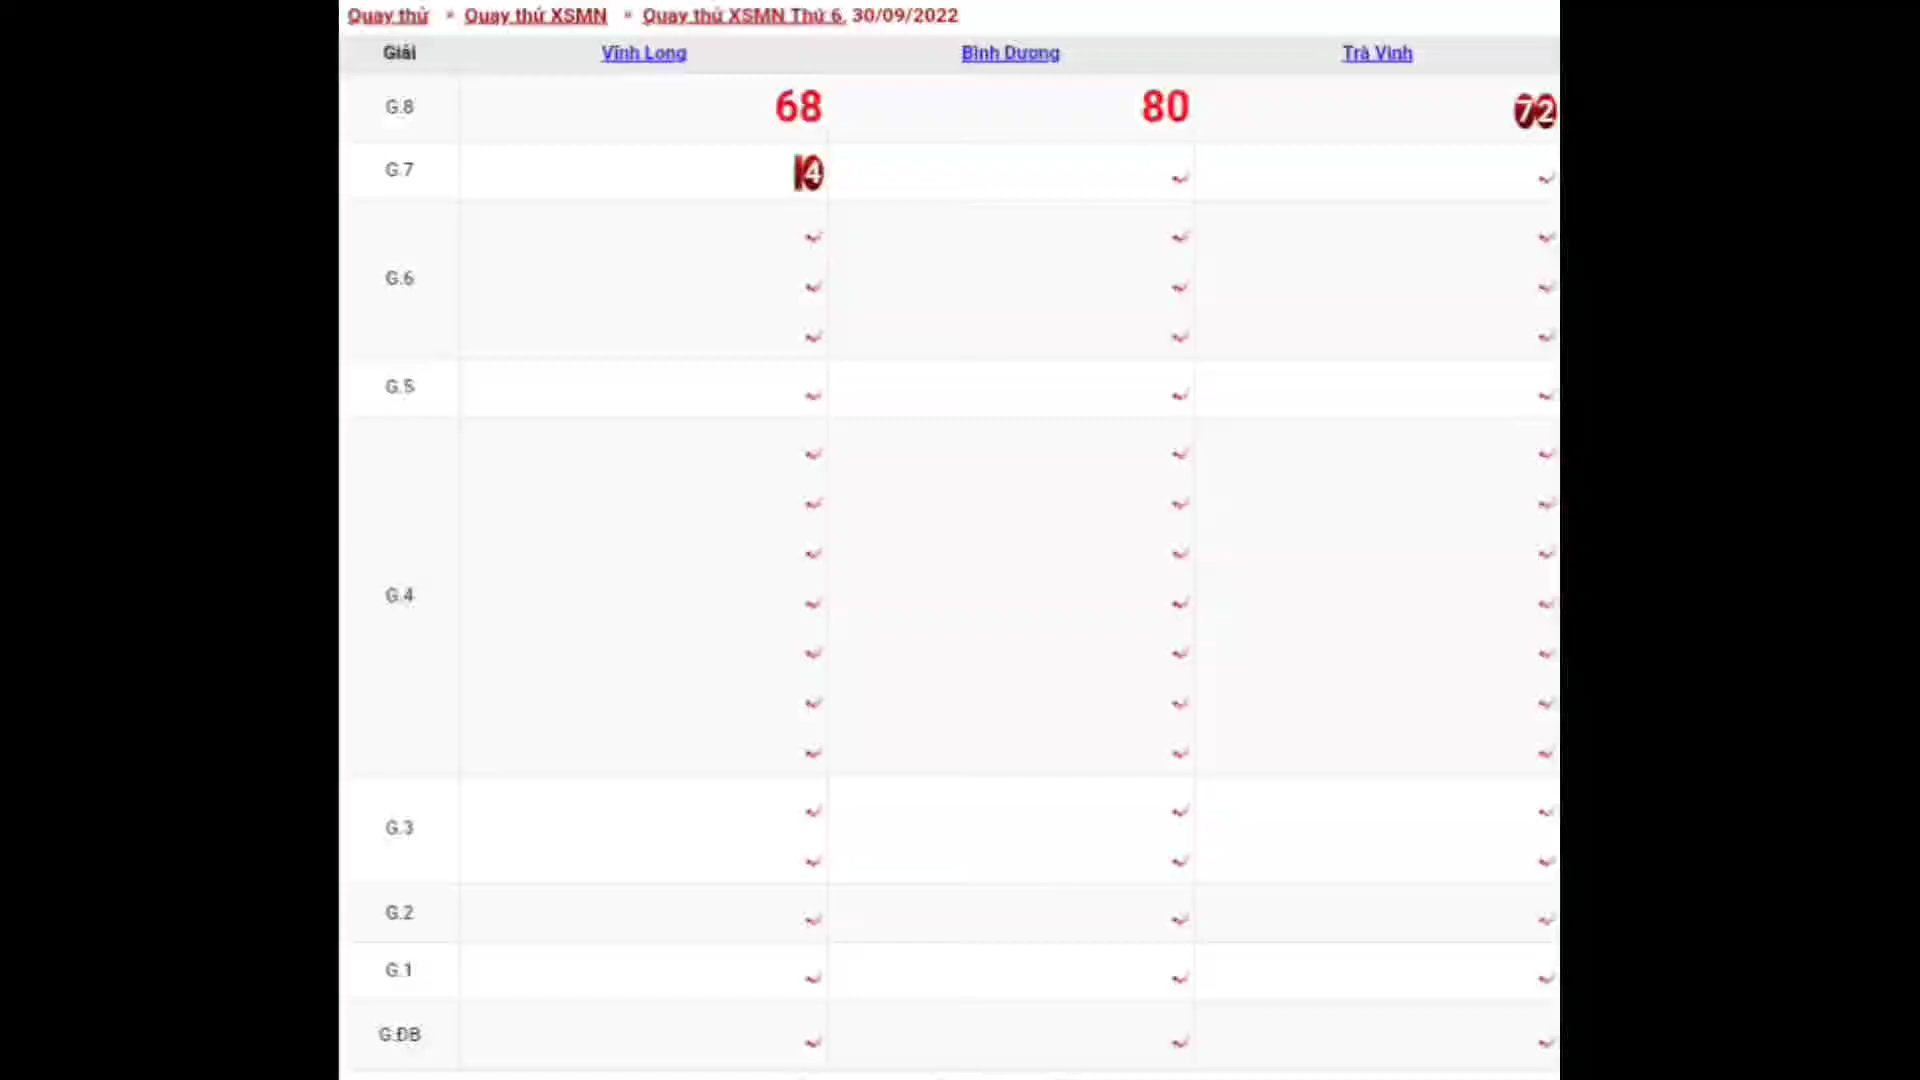 Quay thử » Quay thử XSMN » Quay thử XSMN Thứ 6, 30/09/2022
Giải Vĩnh Long Bình Dương Trà Vinh
G.8 68 80 72
G.7
G.6
G.5
G.4
G.3
G.2
G.1
G.ĐB